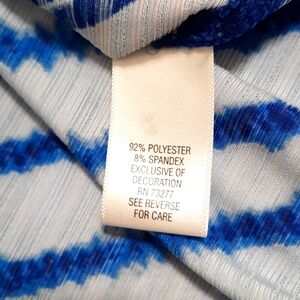 92% POLYESTER
8% SPANDEX
EXCLUSIVE OF
DECORATION
RN 73277
SEE REVERSE
FOR CARE